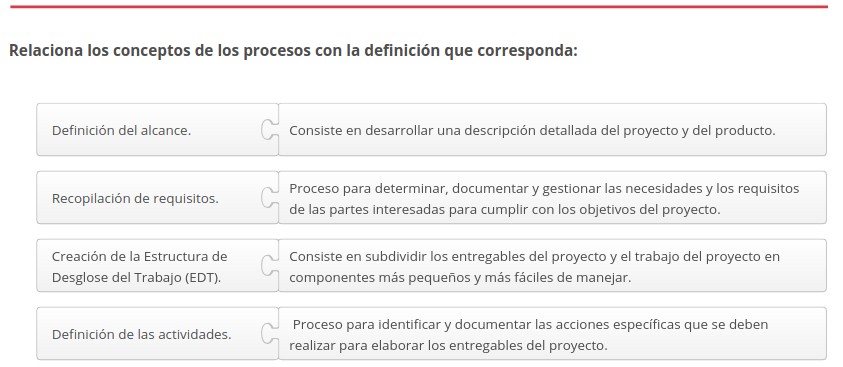 Relaciona los conceptos de los procesos con la definición que corresponda:
Definición del alcance.
Consiste en desarrollar una descripción detallada del proyecto y del producto.
Recopilación de requisitos.
Proceso para determinar, documentar y gestionar las necesidades y los requisitos
de las partes interesadas para cumplir con los objetivos del proyecto.
Creación de la Estructura de
Desglose del Trabajo (EDT).
Consiste en subdividir los entregables del proyecto y el trabajo del proyecto en
componentes más pequeños y más fáciles de manejar.
Definición de las actividades.
Proceso para identificar y documentar las acciones específicas que se deben
realizar para elaborar los entregables del proyecto.